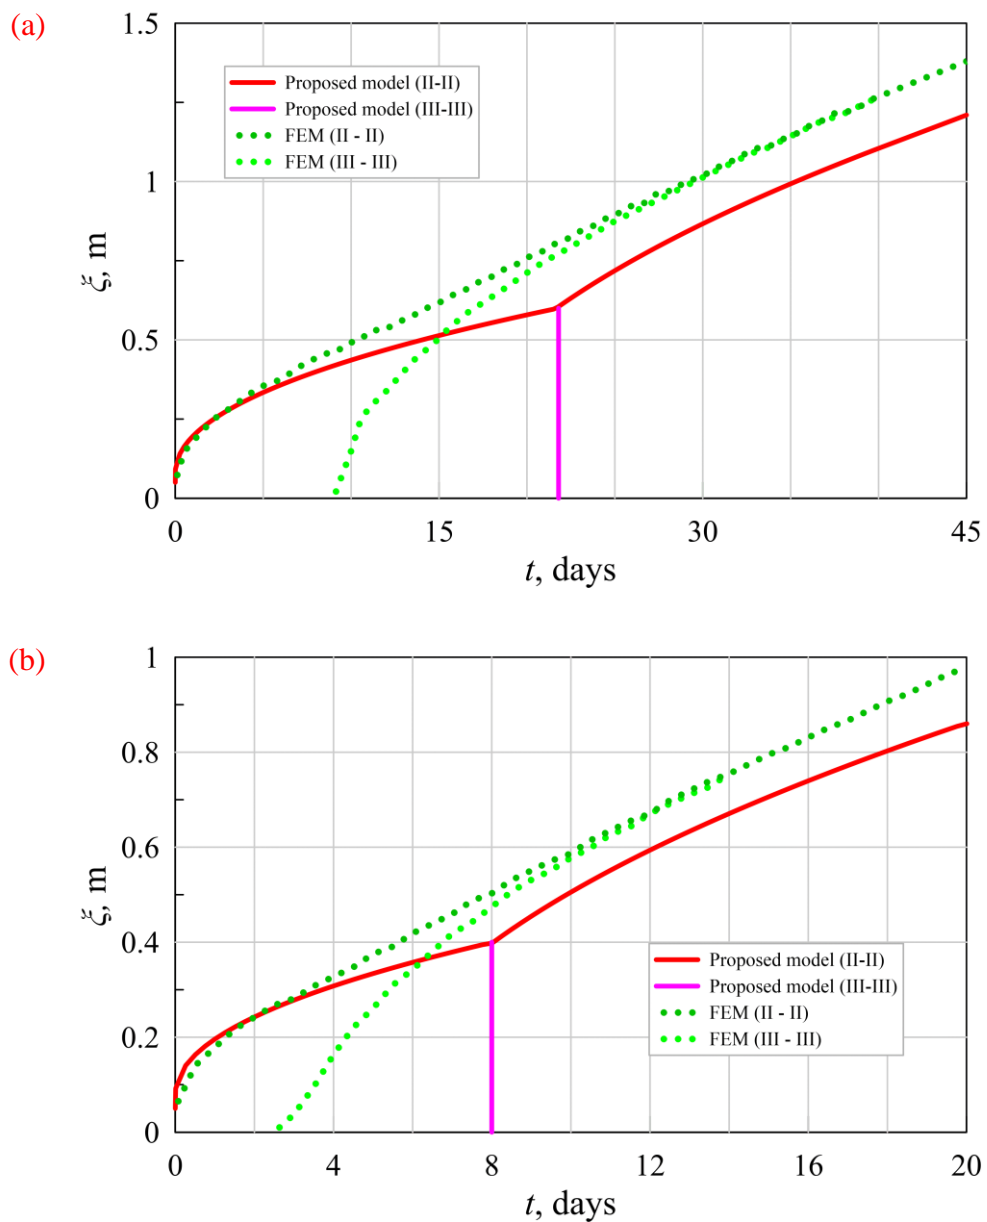 (a)
1.5
1
0.5
0
ξ, m
Proposed model (II-II)
Proposed model (III-III)
FEM (II - II)
FEM (III - III)
0 15 30 45
t, days
(b)
1
0.8
0.6
0.4
0.2
0
ξ, m
Proposed model (II-II)
Proposed model (III-III)
FEM (II - II)
FEM (III - III)
0 4 8 12 16 20
t, days